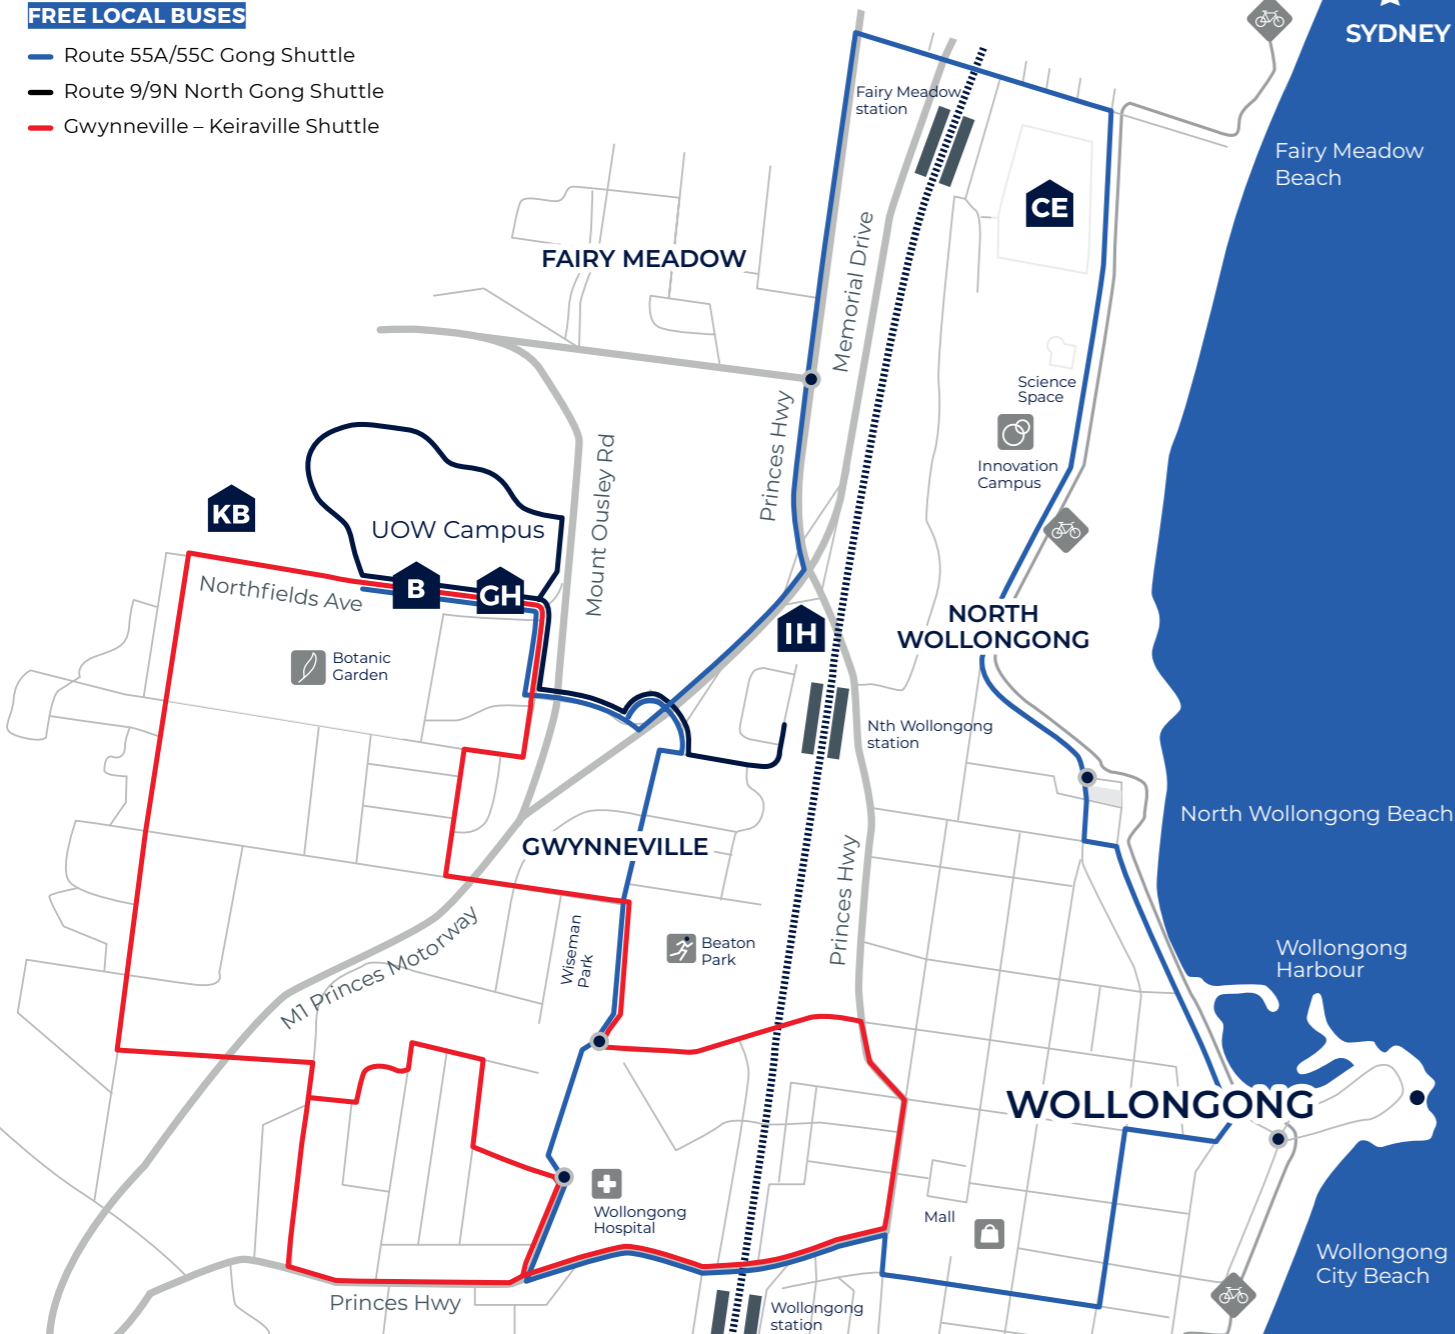 FREE LOCAL BUSES
Route 55A/55C Gong Shuttle
Route 9/9N North Gong Shuttle
Gwynneville – Keiraville Shuttle
SYDNEY
Fairy Meadow
station
Fairy Meadow
Beach
CE
FAIRY MEADOW
Memorial Drive
Science
Space
Princes Hwy
Innovation
Campus
Mount Ousley Rd
KB
UOW Campus
Northfields Ave
B
GH
IH
NORTH
WOLLONGONG
Botanic
Garden
Nth Wollongong
station
North Wollongong Beach
GWYNNEVILLE
Princes Hwy
M1 Princes Motorway
Wiseman
Park
Beaton
Park
Wollongong
Harbour
WOLLONGONG
Wollongong
Hospital
Mall
Wollongong
City Beach
Princes Hwy
Wollongong
station